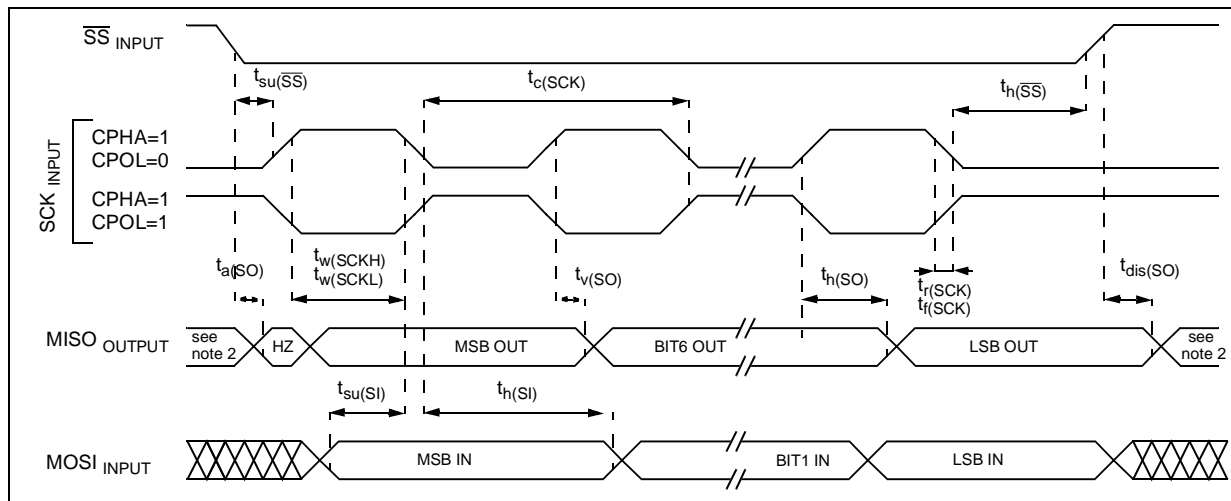 SS INPUT
tsu(SS)
tc(SCK)
th(SS)
SCK INPUT
CPHA=1
CPOL=0
CPHA=1
CPOL=1
ta(SO)
tw(SCKH)
tw(SCKL)
tv(SO)
th(SO)
tr(SCK)
tf(SCK)
tdis(SO)
MISO OUTPUT
see
note 2
HZ
MSB OUT
BIT6 OUT
LSB OUT
see
note 2
tsu(SI)
th(SI)
MOSI INPUT
MSB IN
BIT1 IN
LSB IN